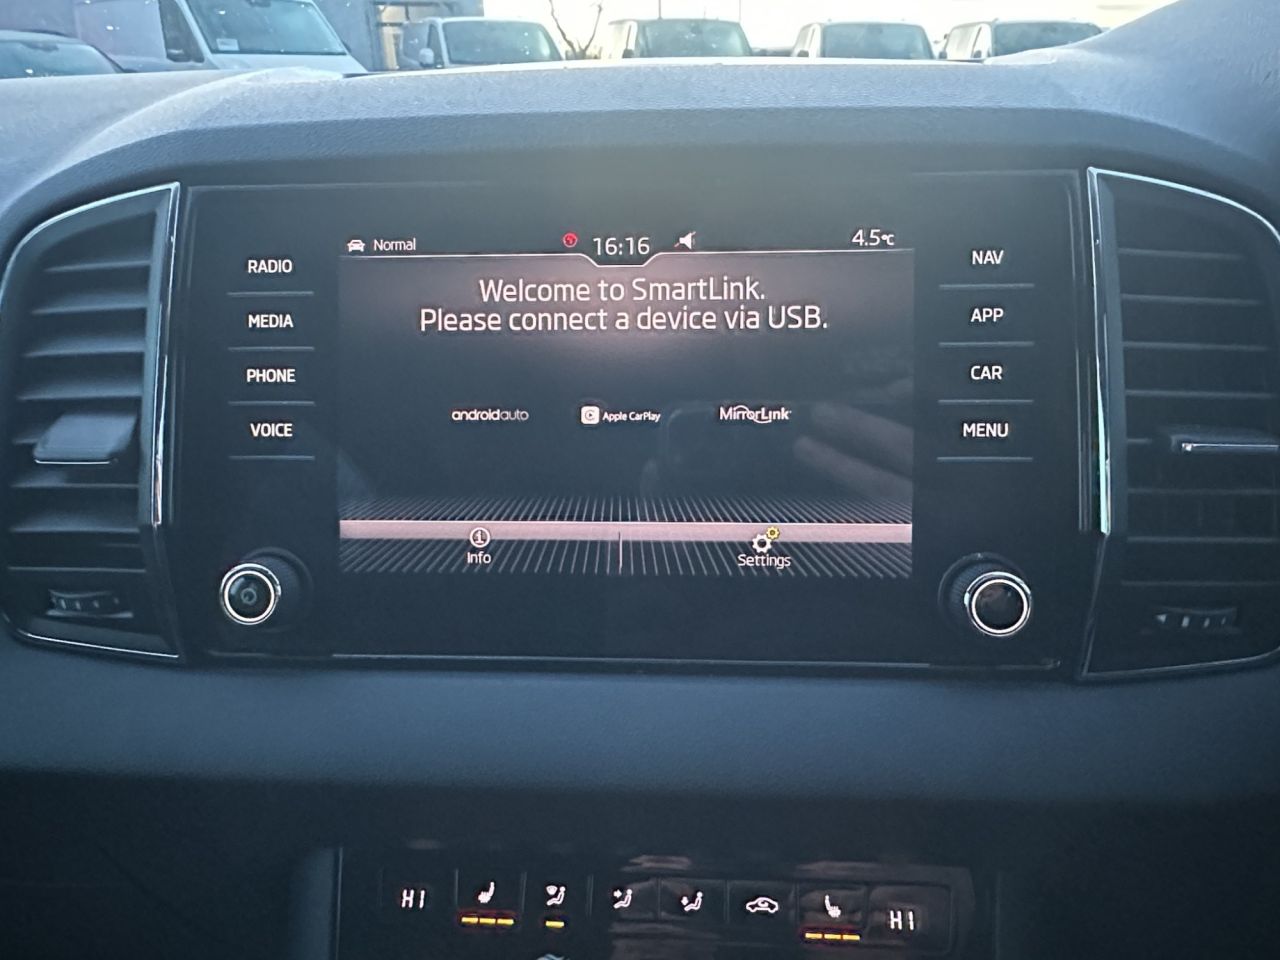 Normal
16:16
4.5°C
RADIO
MEDIA
PHONE
VOICE
Welcome to SmartLink.
Please connect a device via USB.
androidauto
Apple CarPlay
MirrorLink
Info
Settings
NAV
APP
CAR
MENU
HI
HI